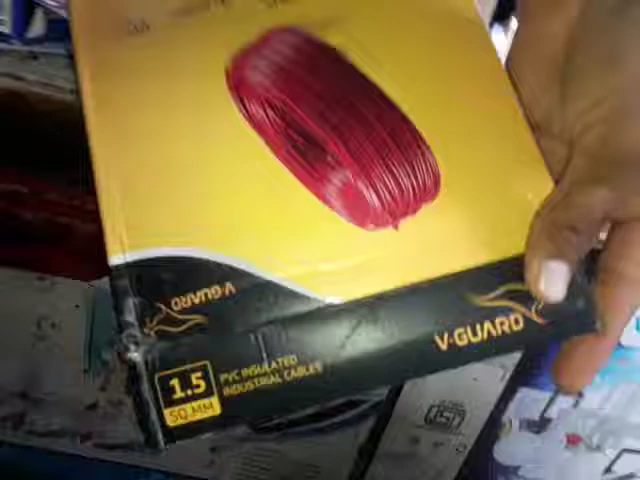 V-GUARD
V-GUARD
1.5
SQ.MM
PVC INSULATED
INDUSTRIAL CABLES